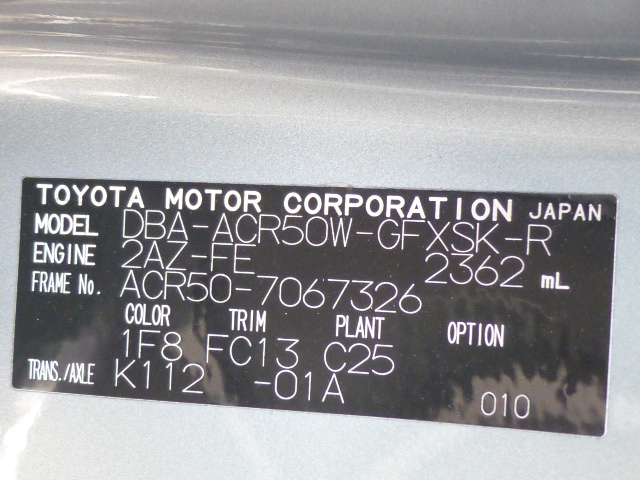 TOYOTA MOTOR CORPORATION JAPAN
MODEL DBA-ACR50W-GFXSK-R
ENGINE 2AZ-FE 2362 mL
FRAME No. ACR50-7067326
COLOR TRIM PLANT OPTION
1F8 FC13 C25
TRANS./AXLE K112 -01A 010